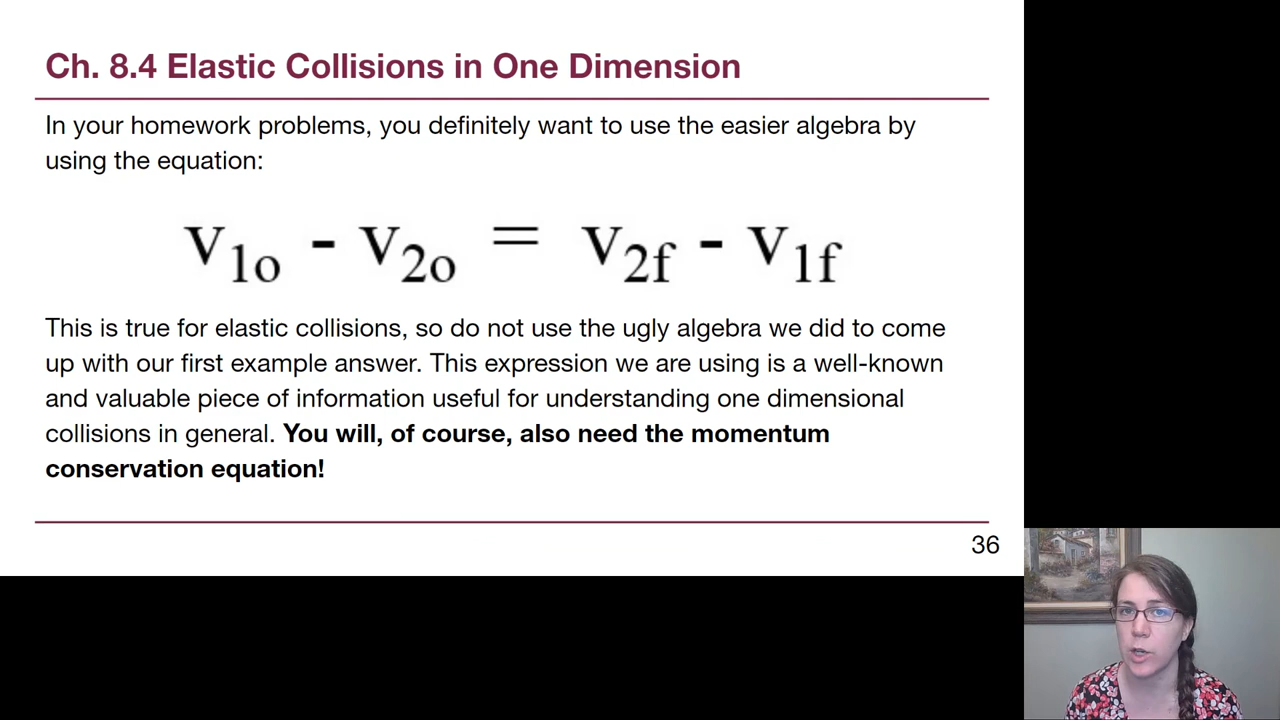 Ch. 8.4 Elastic Collisions in One Dimension
In your homework problems, you definitely want to use the easier algebra by
using the equation:
v₁ₒ - v₂ₒ = v₂f - v₁f
This is true for elastic collisions, so do not use the ugly algebra we did to come
up with our first example answer. This expression we are using is a well-known
and valuable piece of information useful for understanding one dimensional
collisions in general. You will, of course, also need the momentum
conservation equation!
36